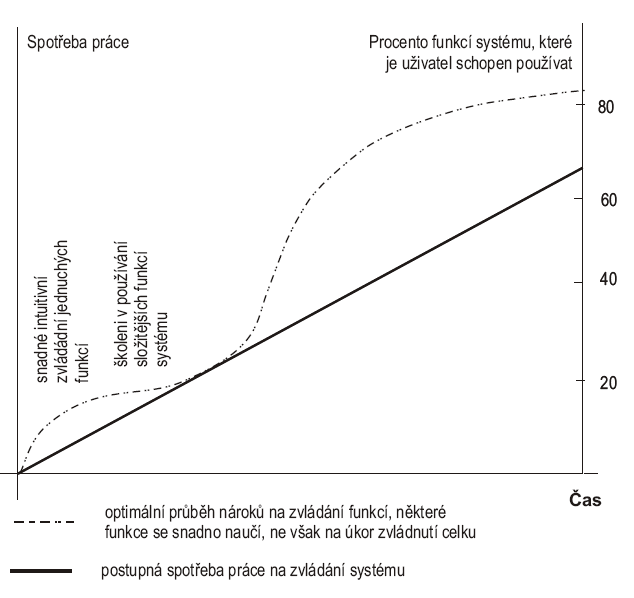 Spotřeba práce
Procento funkcí systému, které
je uživatel schopen používat
80
60
40
20
snadné intuitivní
zvládádní jednuchých
funkcí
školeni v používání
složitějších funkcí
systému
Čas
optimální průběh nároků na zvládání funkcí, některé
funkce se snadno naučí, ne však na úkor zvládnutí celku
postupná spotřeba práce na zvládání systému